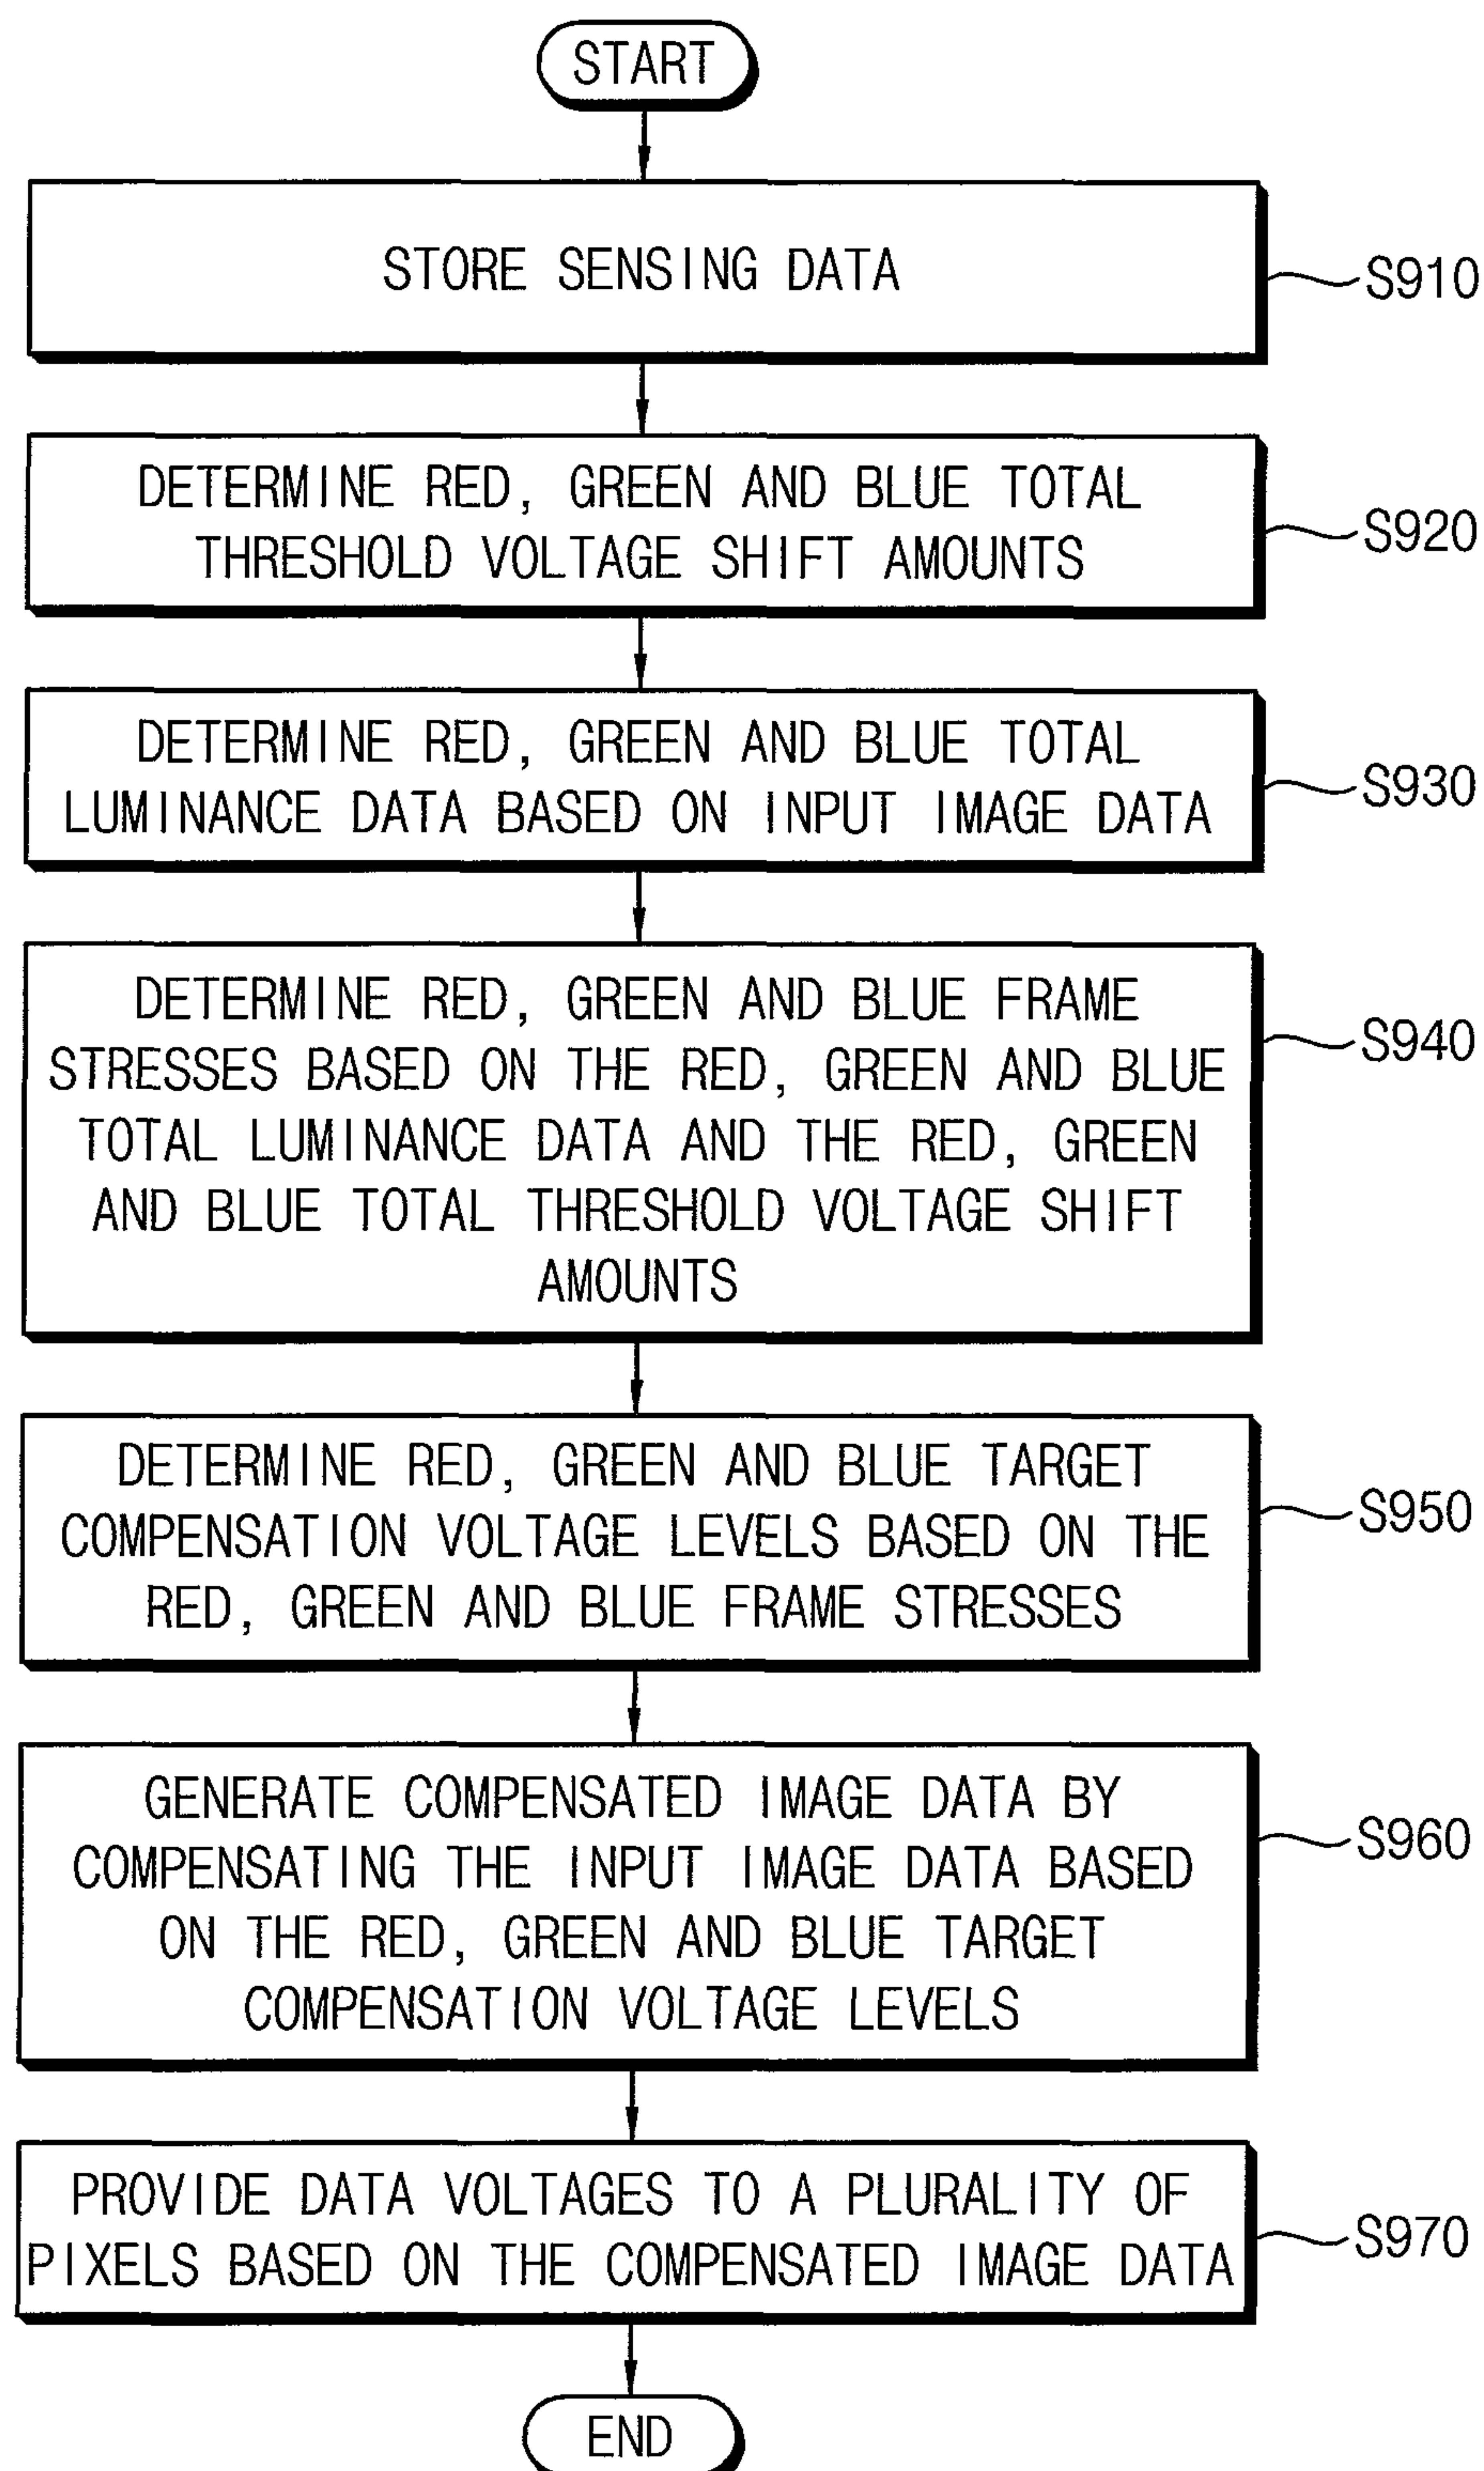 START
STORE SENSING DATA
S910
DETERMINE RED, GREEN AND BLUE TOTAL
THRESHOLD VOLTAGE SHIFT AMOUNTS
S920
DETERMINE RED, GREEN AND BLUE TOTAL
LUMINANCE DATA BASED ON INPUT IMAGE DATA
S930
DETERMINE RED, GREEN AND BLUE FRAME
STRESSES BASED ON THE RED, GREEN AND BLUE
TOTAL LUMINANCE DATA AND THE RED, GREEN
AND BLUE TOTAL THRESHOLD VOLTAGE SHIFT
AMOUNTS
S940
DETERMINE RED, GREEN AND BLUE TARGET
COMPENSATION VOLTAGE LEVELS BASED ON THE
RED, GREEN AND BLUE FRAME STRESSES
S950
GENERATE COMPENSATED IMAGE DATA BY
COMPENSATING THE INPUT IMAGE DATA BASED
ON THE RED, GREEN AND BLUE TARGET
COMPENSATION VOLTAGE LEVELS
S960
PROVIDE DATA VOLTAGES TO A PLURALITY OF
PIXELS BASED ON THE COMPENSATED IMAGE DATA
S970
END